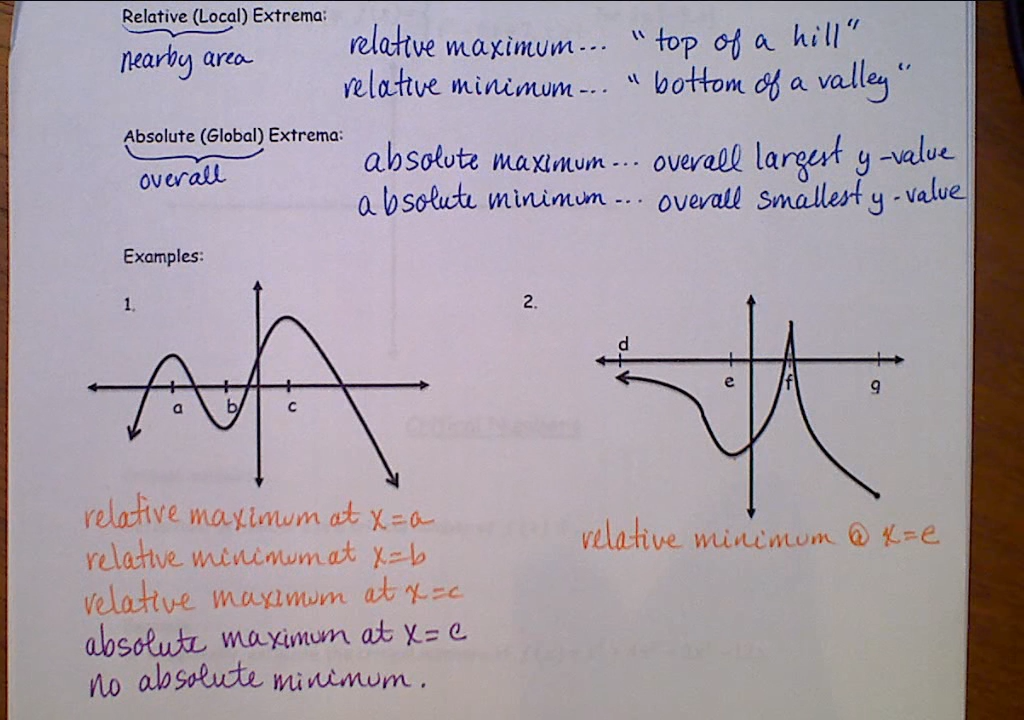 Relative (Local) Extrema:
nearby area
relative maximum... "top of a hill"
relative minimum... "bottom of a valley"
Absolute (Global) Extrema:
overall
absolute maximum... overall largest y-value
absolute minimum... overall smallest y-value
Examples:
1.
a b c
2.
d
e f g
relative maximum at x=a
relative minimum at x=b
relative maximum at x=c
absolute maximum at x=c
no absolute minimum.
relative minimum @ x=e